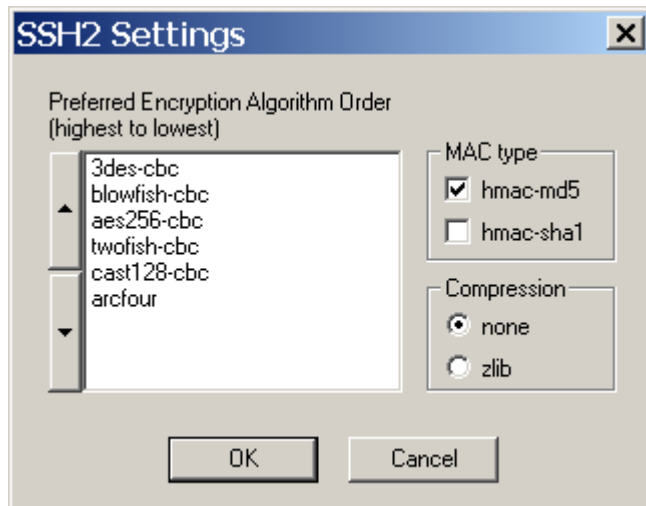 SSH2 Settings
Preferred Encryption Algorithm Order
(highest to lowest)
3des-cbc
blowfish-cbc
aes256-cbc
twofish-cbc
cast128-cbc
arcfour
MAC type
hmac-md5
hmac-sha1
Compression
none
zlib
OK
Cancel